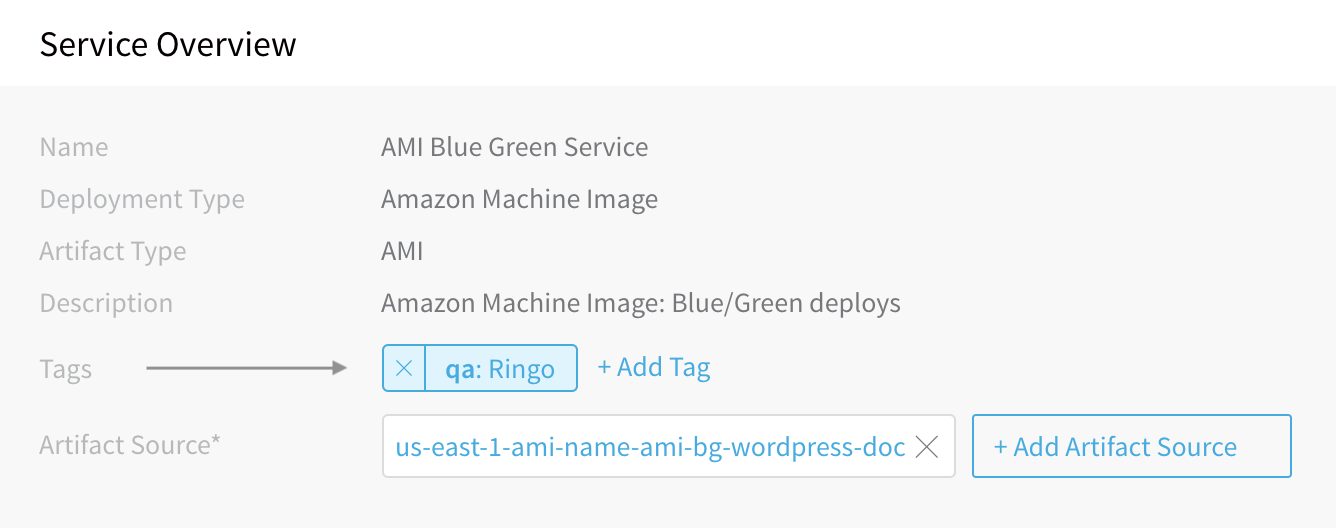 Service Overview
Name AMI Blue Green Service
Deployment Type Amazon Machine Image
Artifact Type AMI
Description Amazon Machine Image: Blue/Green deploys
Tags qa: Ringo + Add Tag
Artifact Source* us-east-1-ami-name-ami-bg-wordpress-doc + Add Artifact Source